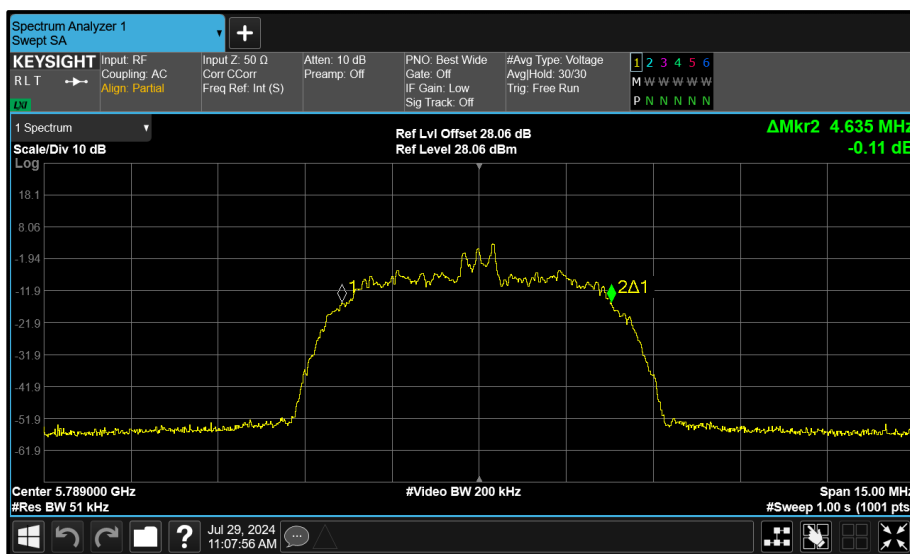 Spectrum Analyzer 1
Swept SA
KEYSIGHT
R L T
LXI
Input: RF
Coupling: AC
Align: Partial
Input Z: 50 Ω
Corr CCorr
Freq Ref: Int (S)
Atten: 10 dB
Preamp: Off
PNO: Best Wide
Gate: Off
IF Gain: Low
Sig Track: Off
#Avg Type: Voltage
Avg|Hold: 30/30
Trig: Free Run
1 2 3 4 5 6
M W W W W W
P N N N N N
1 Spectrum
Scale/Div 10 dB
Ref Lvl Offset 28.06 dB
Ref Level 28.06 dBm
ΔMkr2 4.635 MHz
-0.11 dB
Log
18.1
8.06
-1.94
-11.9
-21.9
-31.9
-41.9
-51.9
-61.9
1
2Δ1
Center 5.789000 GHz
#Res BW 51 kHz
#Video BW 200 kHz
Span 15.00 MHz
#Sweep 1.00 s (1001 pts
?
Jul 29, 2024
11:07:56 AM